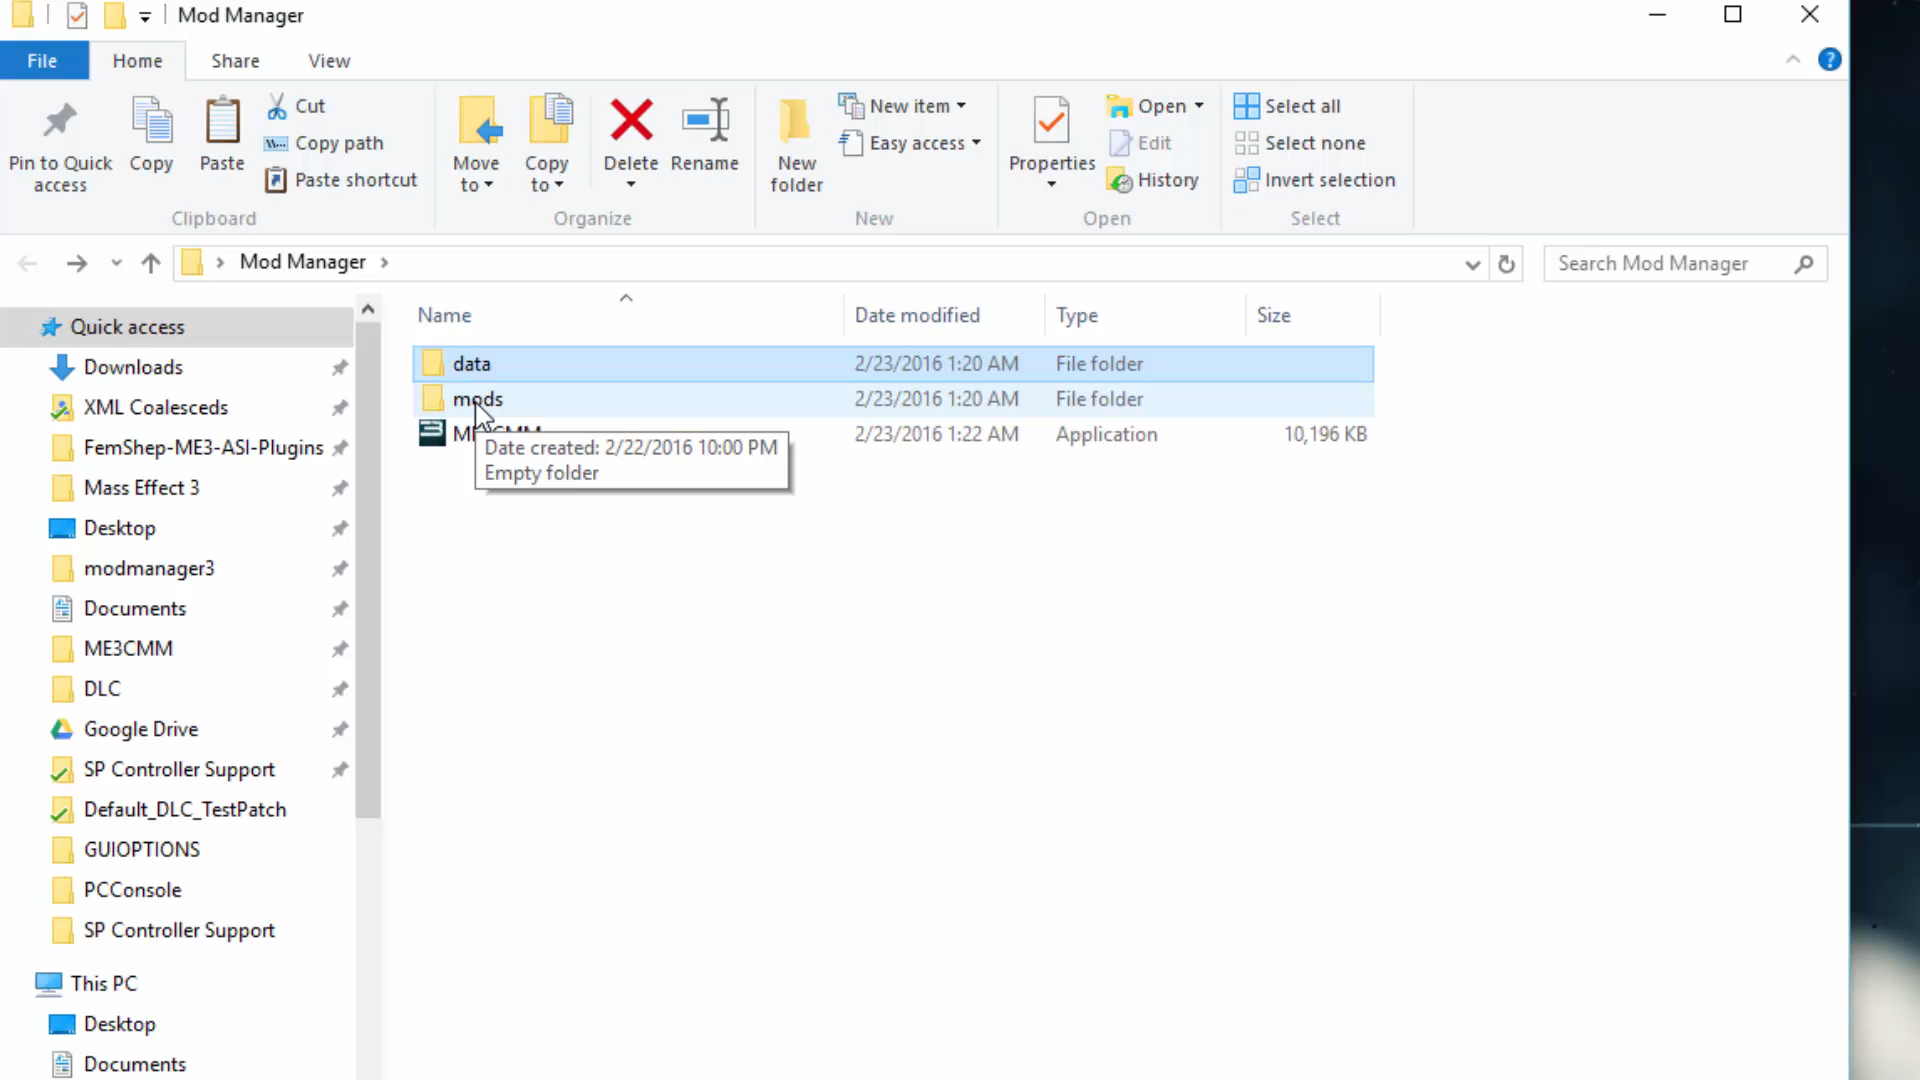 Mod Manager
File
Home
Share
View
Pin to Quick access
Copy
Paste
Cut
Copy path
Paste shortcut
Clipboard
Move to
Copy to
Delete
Rename
Organize
New folder
New item
Easy access
New
Properties
Open
Edit
History
Open
Select all
Select none
Invert selection
Select
Mod Manager
Search Mod Manager
Quick access
Downloads
XML Coalesceds
FemShep-ME3-ASI-Plugins
Mass Effect 3
Desktop
modmanager3
Documents
ME3CMM
DLC
Google Drive
SP Controller Support
Default_DLC_TestPatch
GUIOPTIONS
PCConsole
SP Controller Support
This PC
Desktop
Documents
Name Date modified Type Size
data 2/23/2016 1:20 AM File folder
mods 2/23/2016 1:20 AM File folder
2/23/2016 1:22 AM Application 10,196 KB
Date created: 2/22/2016 10:00 PM
Empty folder